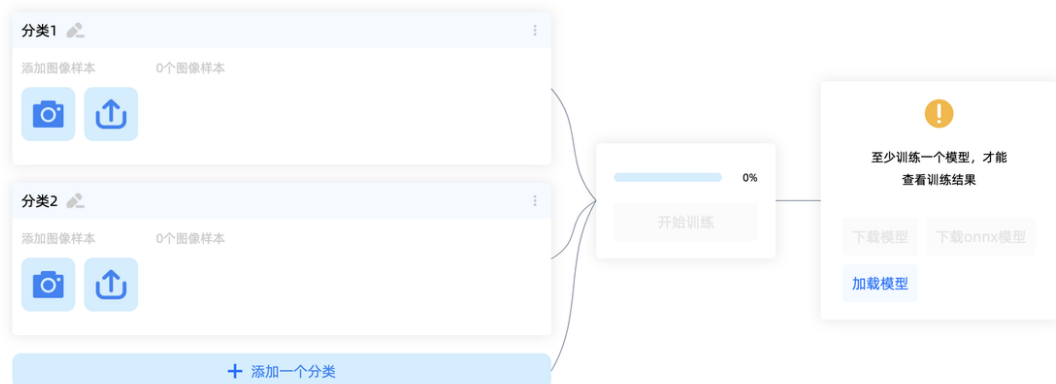 分类1
添加图像样本
0个图像样本
分类2
添加图像样本
0个图像样本
添加一个分类
0%
开始训练
至少训练一个模型，才能
查看训练结果
下载模型
下载onnx模型
加载模型